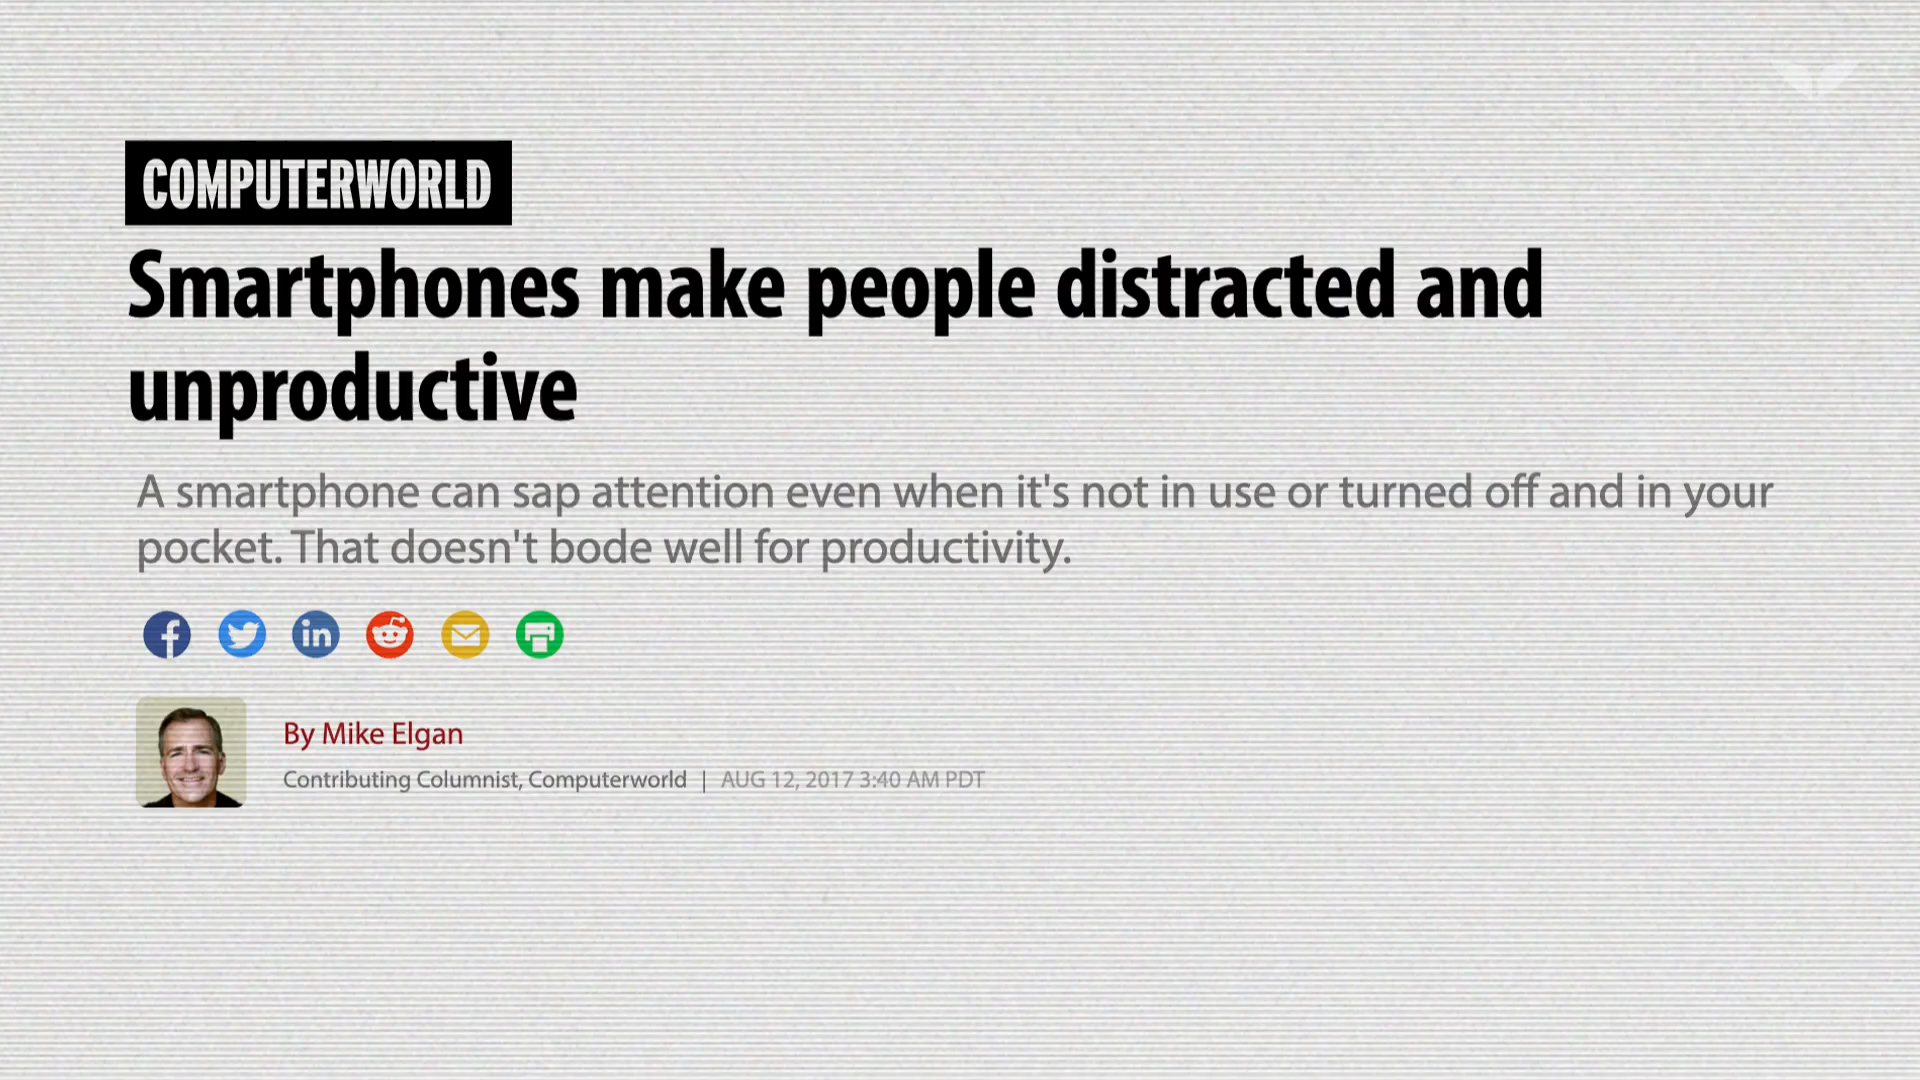 COMPUTERWORLD
Smartphones make people distracted and
unproductive
A smartphone can sap attention even when it's not in use or turned off and in your
pocket. That doesn't bode well for productivity.
By Mike Elgan
Contributing Columnist, Computerworld | AUG 12, 2017 3:40 AM PDT